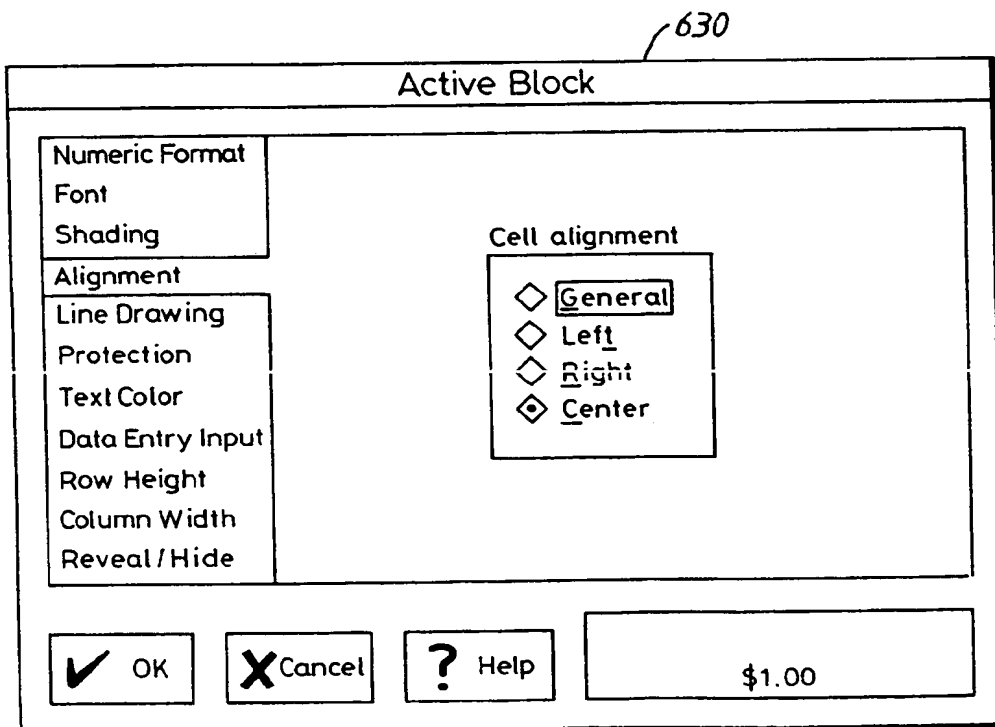 630
Active Block
Numeric Format
Font
Shading
Alignment
Line Drawing
Protection
Text Color
Data Entry Input
Row Height
Column Width
Reveal/Hide
Cell alignment
General
Left
Right
Center
OK
Cancel
? Help
$1.00